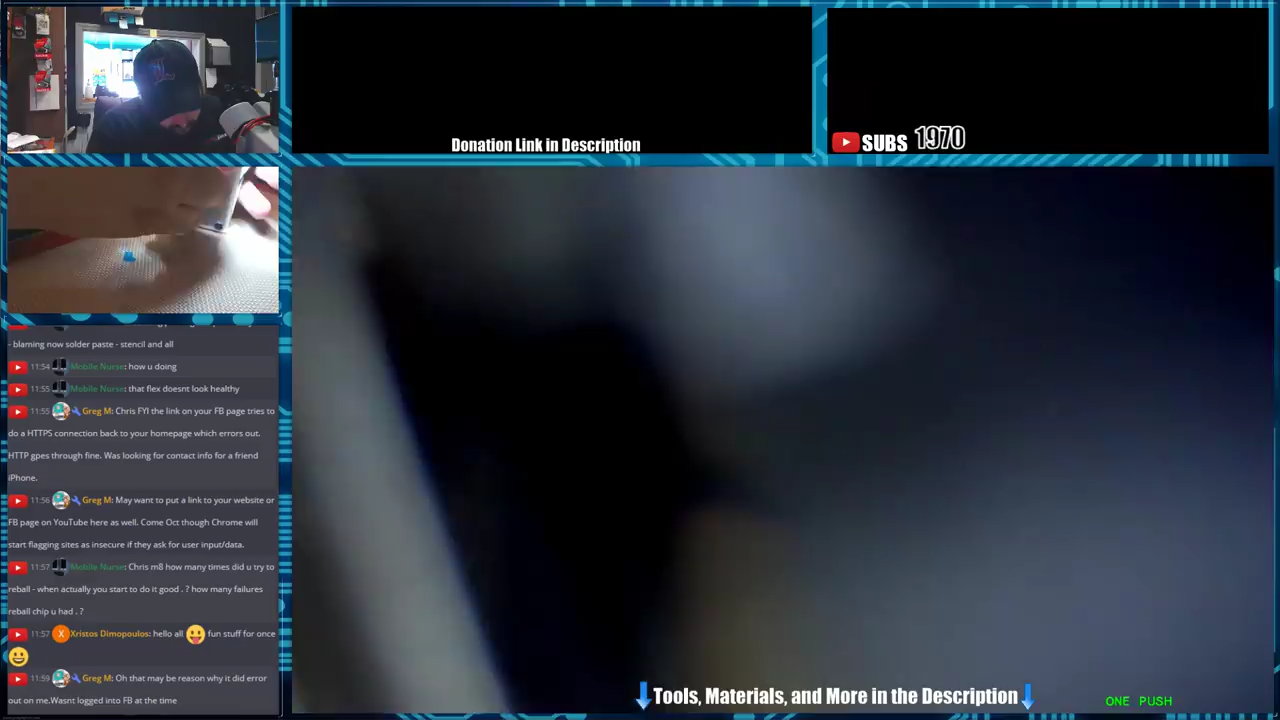 Donation Link in Description
SUBS 1970
- blaming now solder paste - stencil and all
11:54 Mobile Nurse: how u doing
11:55 Mobile Nurse: that flex doesnt look healthy
11:55 Greg M: Chris FYI the link on your FB page tries to
do a HTTPS connection back to your homepage which errors out.
HTTP gpes through fine. Was looking for contact info for a friend
iPhone.
11:56 Greg M: May want to put a link to your website or
FB page on YouTube here as well. Come Oct though Chrome will
start flagging sites as insecure if they ask for user input/data.
11:57 Mobile Nurse: Chris m8 how many times did u try to
reball - when actually you start to do it good . ? how many failures
reball chip u had . ?
11:57 X Xristos Dimopoulos: hello all 😛 fun stuff for once
😀
11:59 Greg M: Oh that may be reason why it did error
out on me.Wasnt logged into FB at the time
Tools, Materials, and More in the Description
ONE PUSH